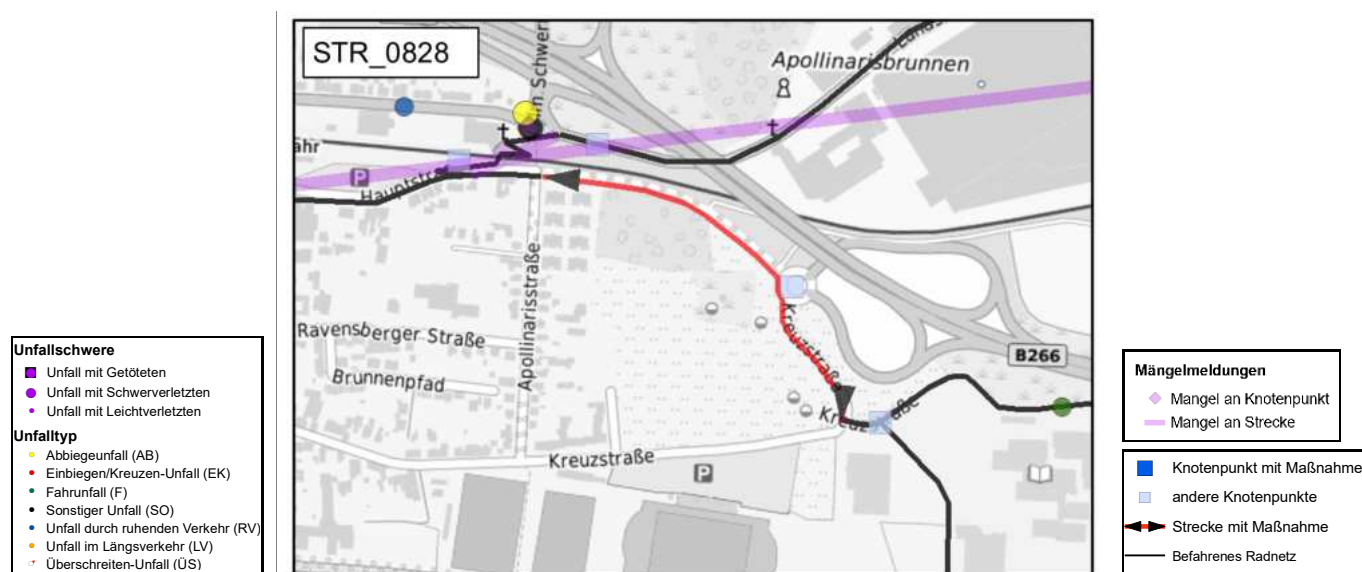 STR_0828
Apollinarisbrunnen
Hauptstra
P
Apollinarisstraße
Ravensberger Straße
Brunnenpfad
Kreuzstraße
B266
Kreuzstraße
P
Unfallschwere
Unfall mit Getöteten
Unfall mit Schwerverletzten
Unfall mit Leichtverletzten
Unfalltyp
Abbiegeunfall (AB)
Einbiegen/Kreuzen-Unfall (EK)
Fahrunfall (F)
Sonstiger Unfall (SO)
Unfall durch ruhenden Verkehr (RV)
Unfall im Längsverkehr (LV)
Überschreiten-Unfall (ÜS)
Mängelmeldungen
Mangel an Knotenpunkt
Mangel an Strecke
Knotenpunkt mit Maßnahme
andere Knotenpunkte
Strecke mit Maßnahme
Befahrenes Radnetz